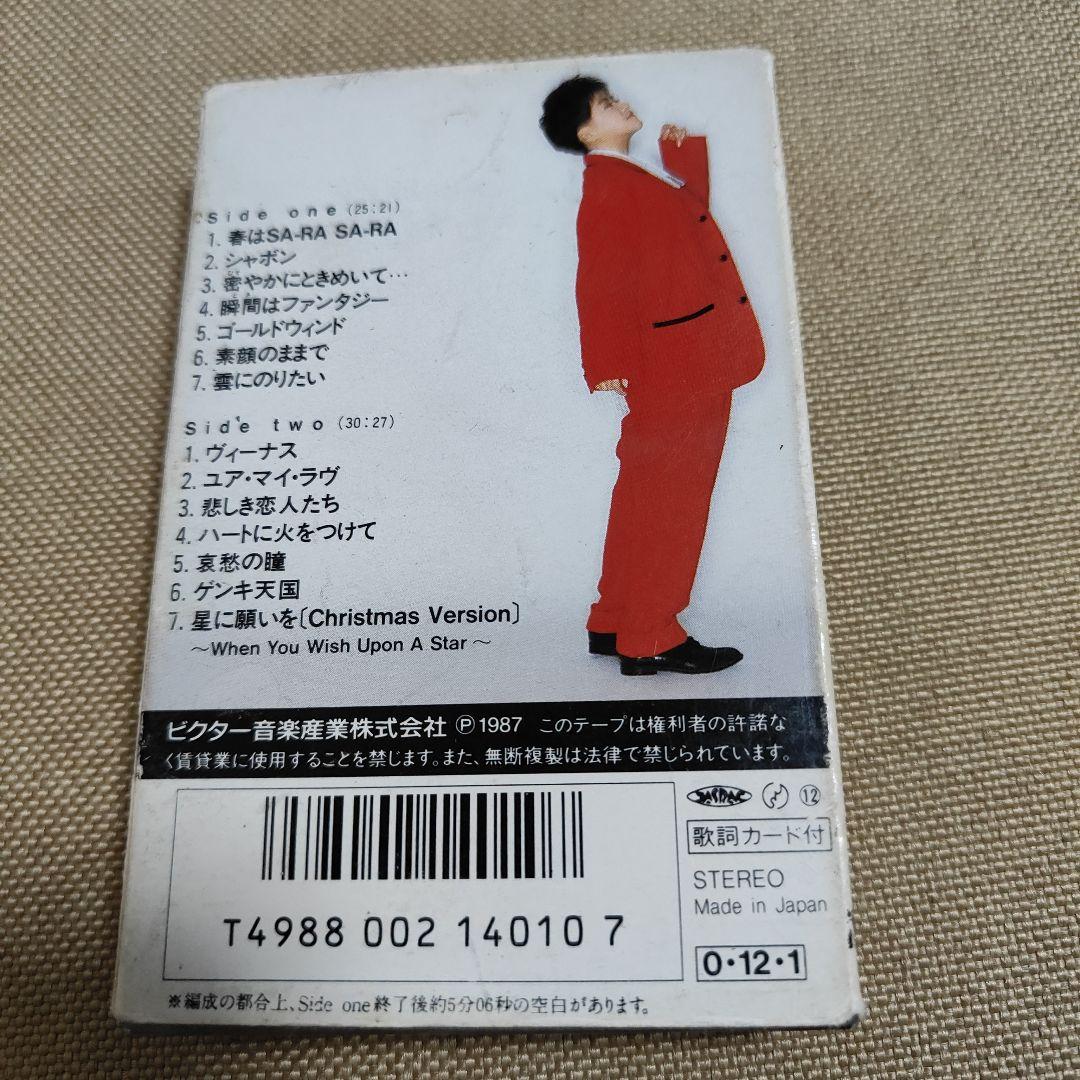 Side one (25:21)
1. 春はSA-RA SA-RA
2. シャボン
3. 密やかにときめいて…
4. 瞬間はファンタジー
5. ゴールドウィンド
6. 素顔のままで
7. 雲にのりたい
Side two (30:27)
1. ヴィーナス
2. ユア・マイ・ラヴ
3. 悲しき恋人たち
4. ハートに火をつけて
5. 哀愁の瞳
6. ゲンキ天国
7. 星に願いを〔Christmas Version〕
〜When You Wish Upon A Star〜
ビクター音楽産業株式会社 Ⓟ1987 このテープは権利者の許諾な
く賃貸業に使用することを禁じます。また、無断複製は法律で禁じられています。
JASRAC ⑫
歌詞カード付
STEREO
Made in Japan
T4988 002 14010 7
0・12・1
※編成の都合上、Side one終了後約5分06秒の空白があります。